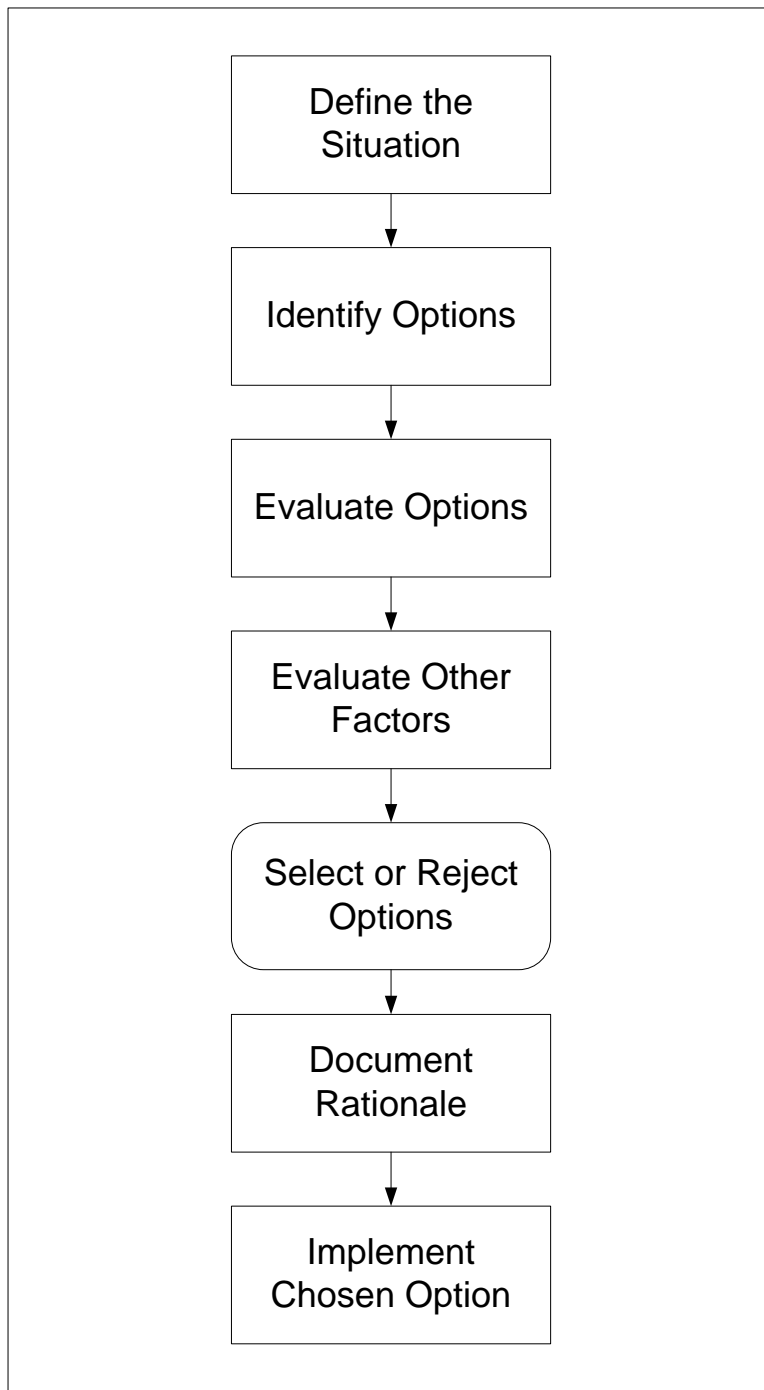 Define the
Situation
Identify Options
Evaluate Options
Evaluate Other
Factors
Select or Reject
Options
Document
Rationale
Implement
Chosen Option